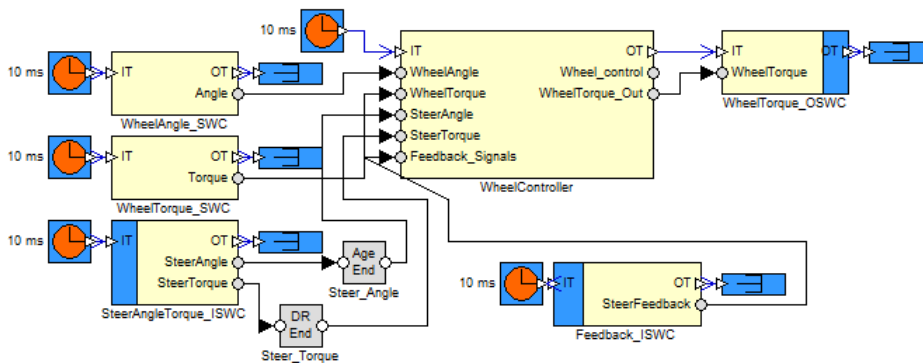 10 ms
IT
OT
IT
OT
10 ms
IT
OT
WheelAngle
Wheel_control
WheelTorque
Angle
WheelTorque
WheelTorque_Out
WheelAngle_SWC
SteerAngle
WheelTorque_OSWC
SteerTorque
10 ms
IT
OT
Feedback_Signals
Torque
WheelController
WheelTorque_SWC
10 ms
IT
OT
SteerAngle
Age
End
SteerTorque
Steer_Angle
SteerAngleTorque_ISWC
DR
End
Steer_Torque
10 ms
IT
OT
SteerFeedback
Feedback_ISWC